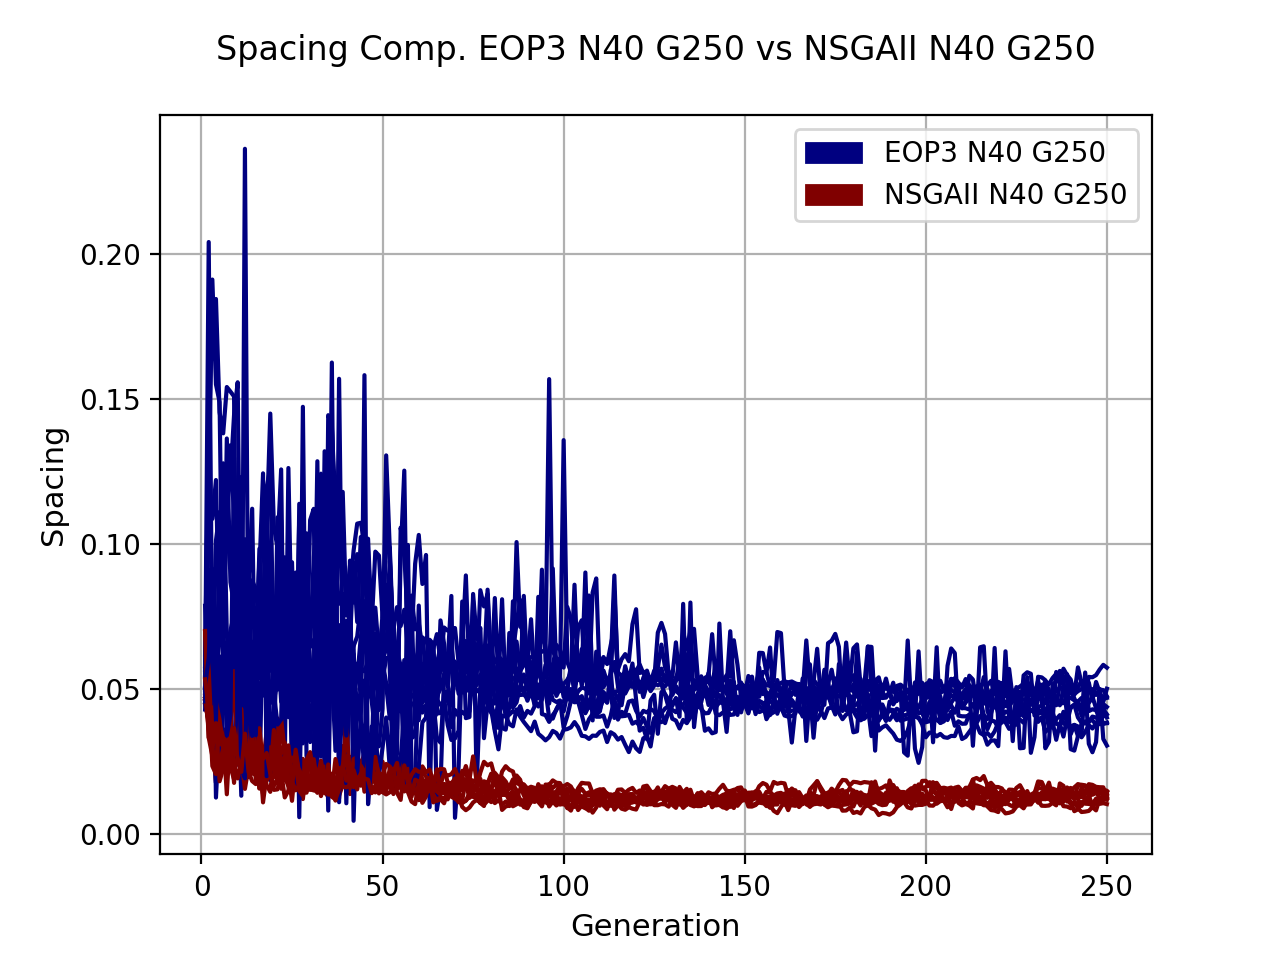 Spacing Comp. EOP3 N40 G250 vs NSGAII N40 G250
EOP3 N40 G250
NSGAII N40 G250
0.20
0.15
0.10
0.05
0.00
Spacing
0 50 100 150 200 250
Generation